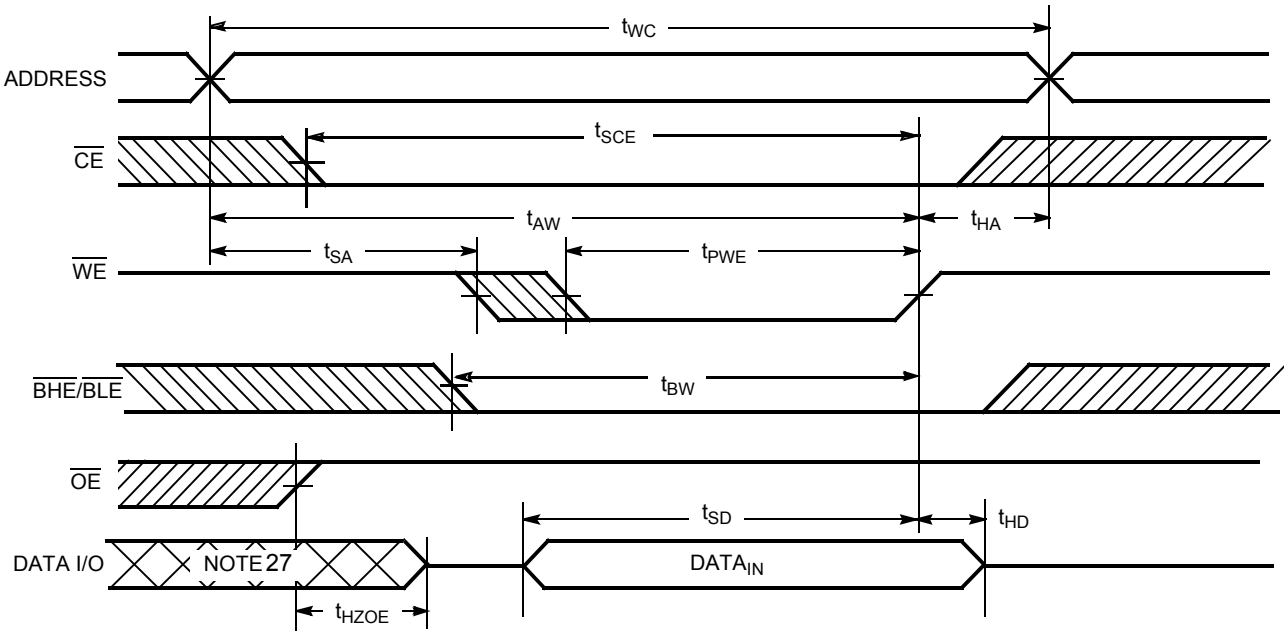 tWC
ADDRESS
tSCE
CE
tAW
tHA
tSA
tPWE
WE
BHE/BLE
tBW
OE
tSD
tHD
DATA I/O
NOTE 27
DATAIN
tHZOE